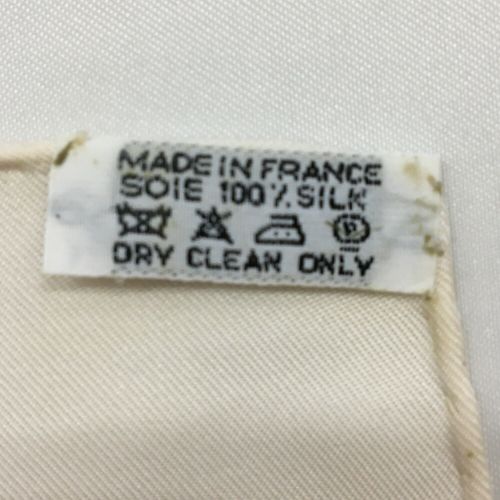 MADE IN FRANCE
SOIE 100% SILK
P
DRY CLEAN ONLY